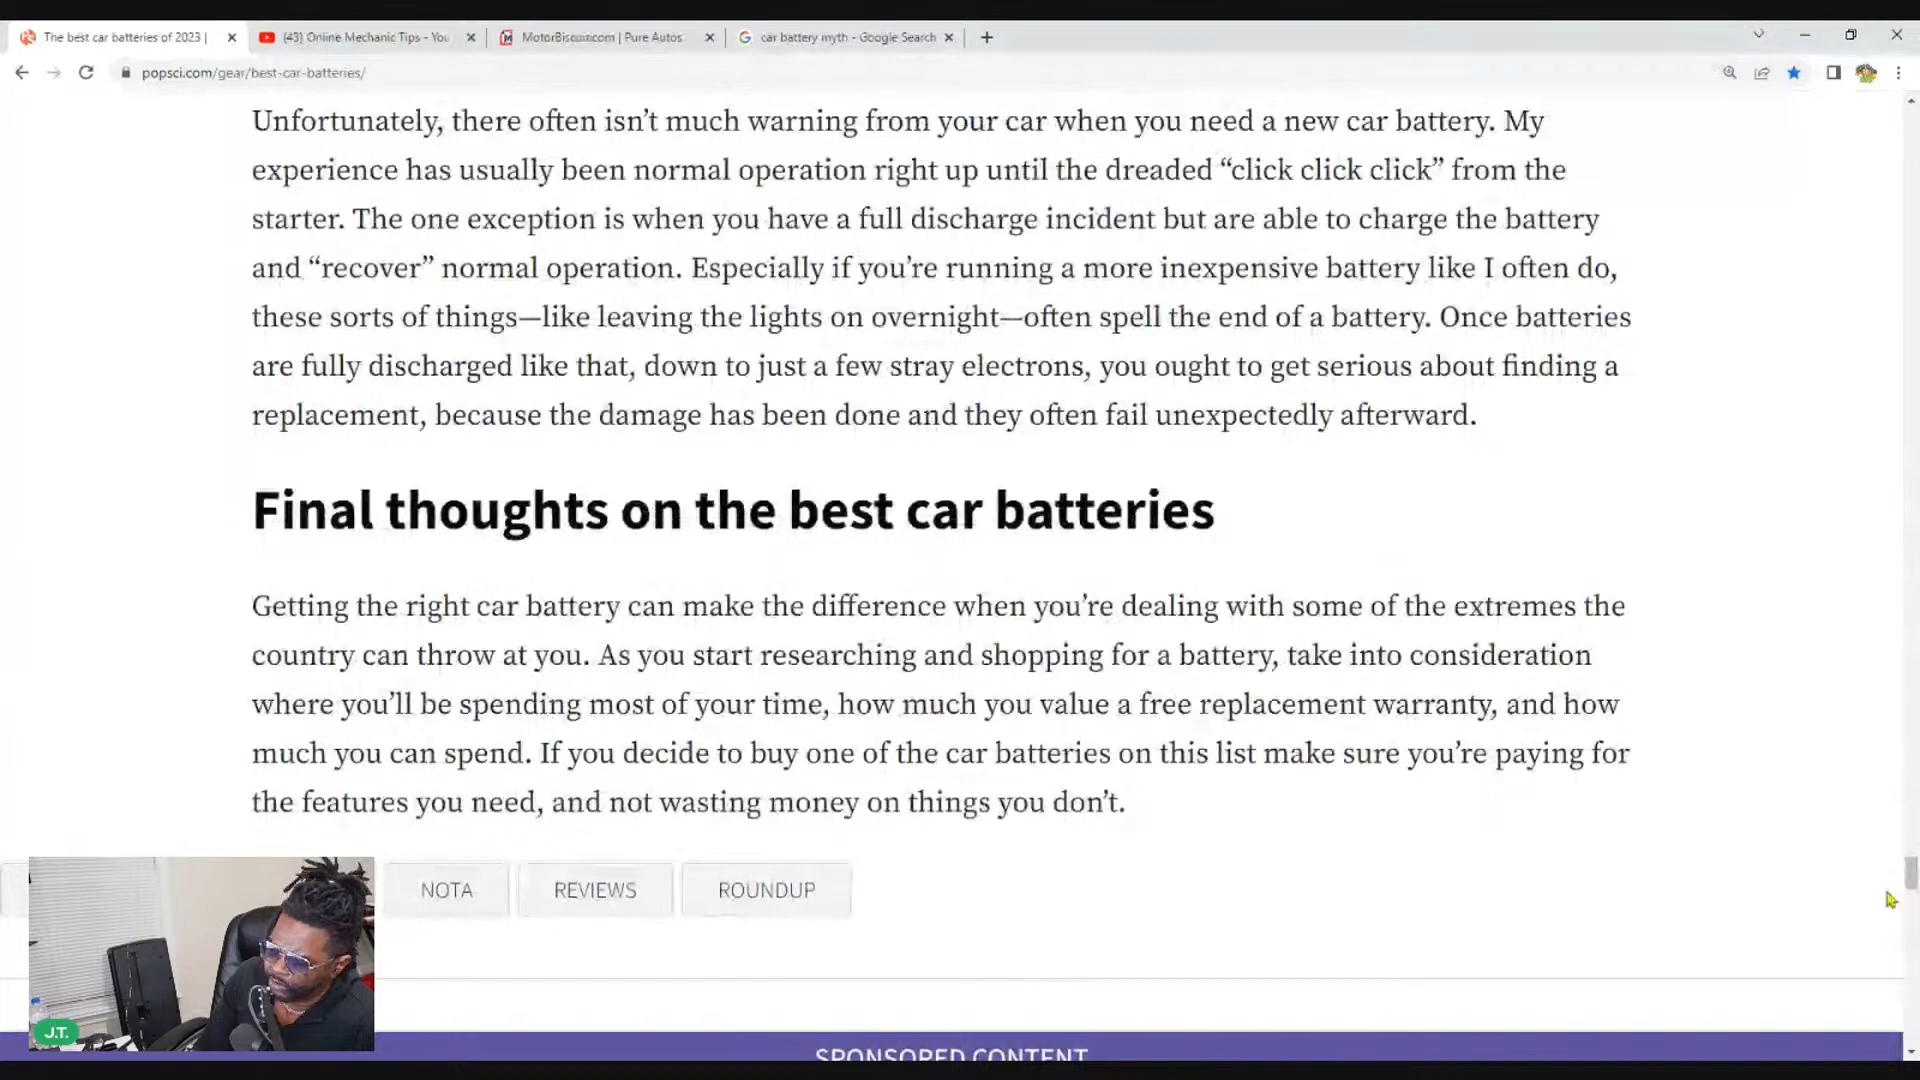 The best car batteries of 2023 |
(43) Online Mechanic Tips - You
MotorBiscuit.com | Pure Autos
car battery myth - Google Search
popsci.com/gear/best-car-batteries/
Unfortunately, there often isn’t much warning from your car when you need a new car battery. My
experience has usually been normal operation right up until the dreaded “click click click” from the
starter. The one exception is when you have a full discharge incident but are able to charge the battery
and “recover” normal operation. Especially if you’re running a more inexpensive battery like I often do,
these sorts of things—like leaving the lights on overnight—often spell the end of a battery. Once batteries
are fully discharged like that, down to just a few stray electrons, you ought to get serious about finding a
replacement, because the damage has been done and they often fail unexpectedly afterward.
Final thoughts on the best car batteries
Getting the right car battery can make the difference when you’re dealing with some of the extremes the
country can throw at you. As you start researching and shopping for a battery, take into consideration
where you’ll be spending most of your time, how much you value a free replacement warranty, and how
much you can spend. If you decide to buy one of the car batteries on this list make sure you’re paying for
the features you need, and not wasting money on things you don’t.
NOTA
REVIEWS
ROUNDUP
J.T.
SPONSORED CONTENT